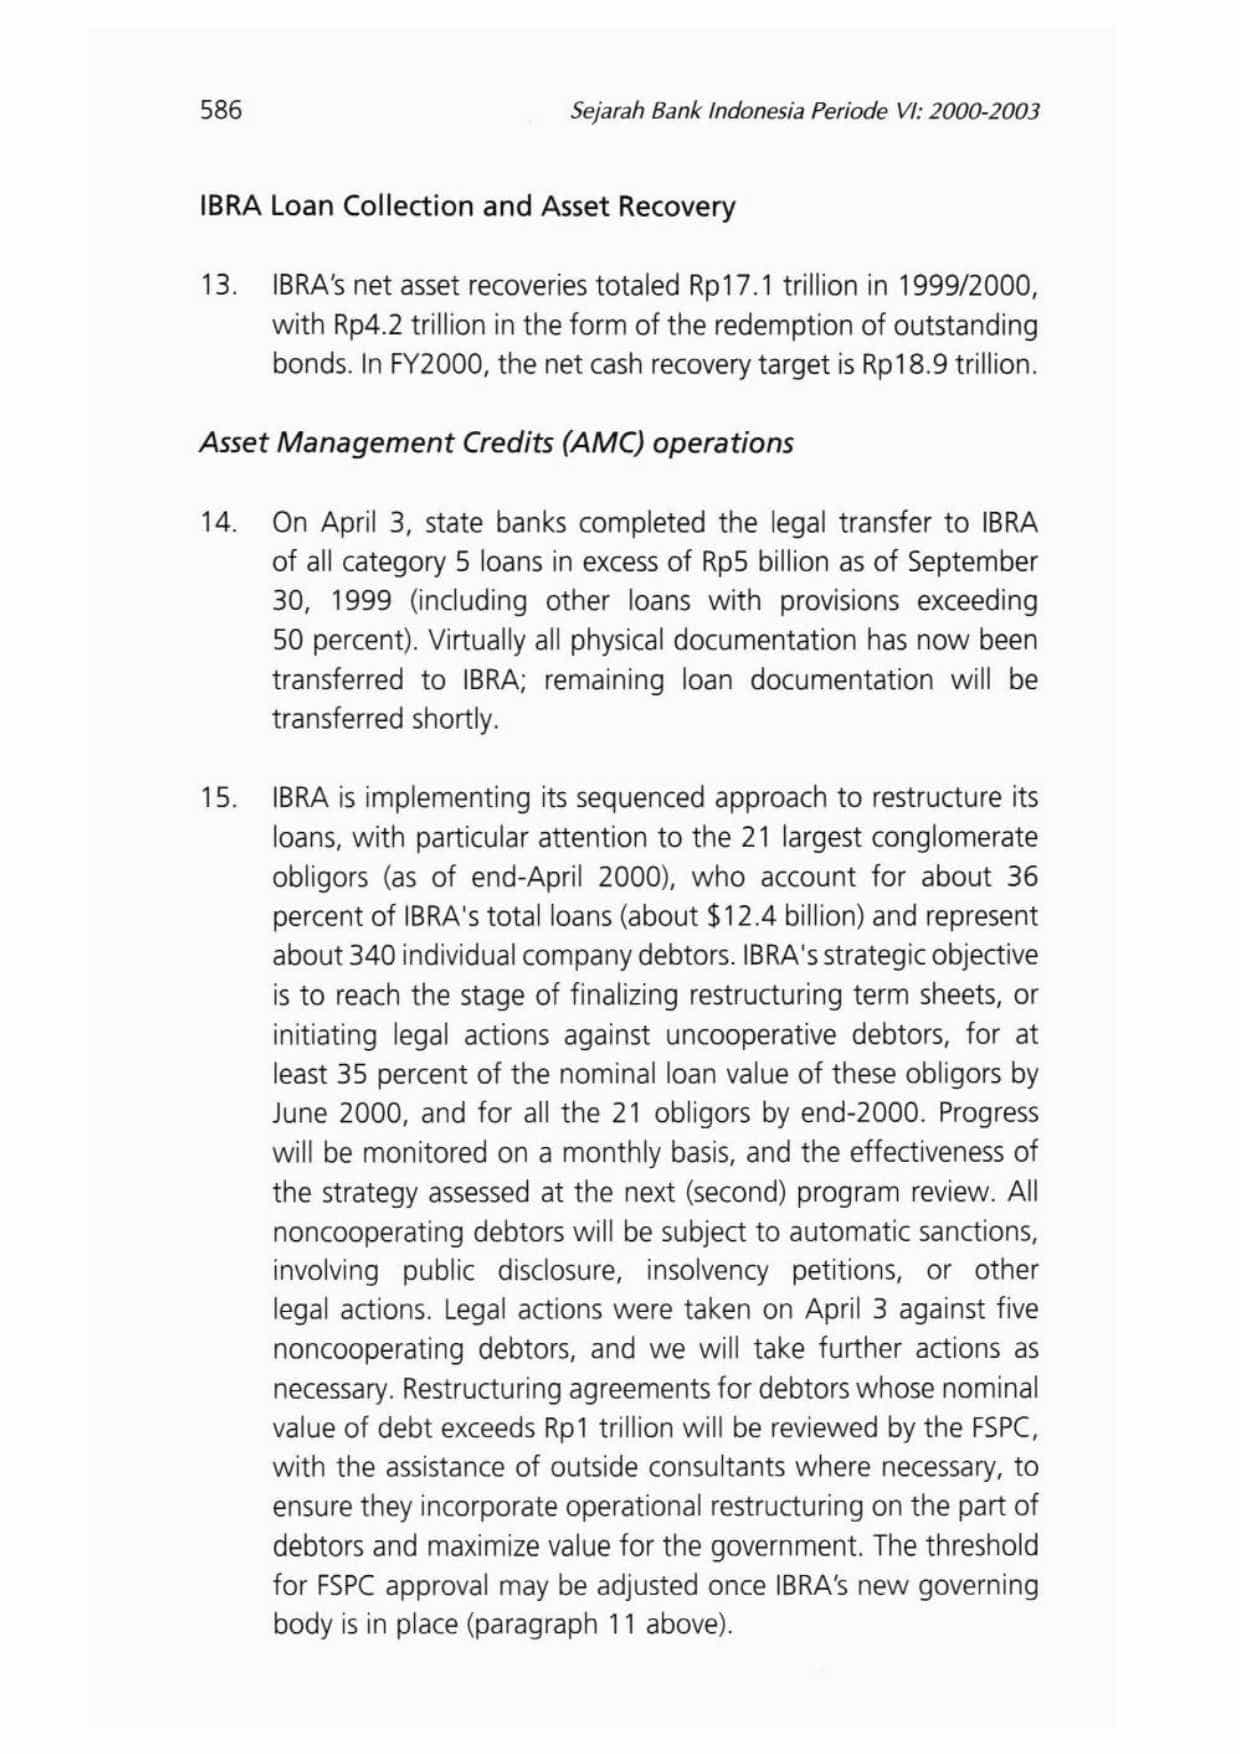 586
Sejarah Bank Indonesia Periode VI: 2000-2003
IBRA Loan Collection and Asset Recovery
13. IBRA's net asset recoveries totaled Rp17.1 trillion in 1999/2000,
with Rp4.2 trillion in the form of the redemption of outstanding
bonds. In FY2000, the net cash recovery target is Rp18.9 trillion.
Asset Management Credits (AMC) operations
14. On April 3, state banks completed the legal transfer to IBRA
of all category 5 loans in excess of Rp5 billion as of September
30, 1999 (including other loans with provisions exceeding
50 percent). Virtually all physical documentation has now been
transferred to IBRA; remaining loan documentation will be
transferred shortly.
15. IBRA is implementing its sequenced approach to restructure its
loans, with particular attention to the 21 largest conglomerate
obligors (as of end-April 2000), who account for about 36
percent of IBRA's total loans (about $12.4 billion) and represent
about 340 individual company debtors. IBRA's strategic objective
is to reach the stage of finalizing restructuring term sheets, or
initiating legal actions against uncooperative debtors, for at
least 35 percent of the nominal loan value of these obligors by
June 2000, and for all the 21 obligors by end-2000. Progress
will be monitored on a monthly basis, and the effectiveness of
the strategy assessed at the next (second) program review. All
noncooperating debtors will be subject to automatic sanctions,
involving public disclosure, insolvency petitions, or other
legal actions. Legal actions were taken on April 3 against five
noncooperating debtors, and we will take further actions as
necessary. Restructuring agreements for debtors whose nominal
value of debt exceeds Rp1 trillion will be reviewed by the FSPC,
with the assistance of outside consultants where necessary, to
ensure they incorporate operational restructuring on the part of
debtors and maximize value for the government. The threshold
for FSPC approval may be adjusted once IBRA's new governing
body is in place (paragraph 11 above).